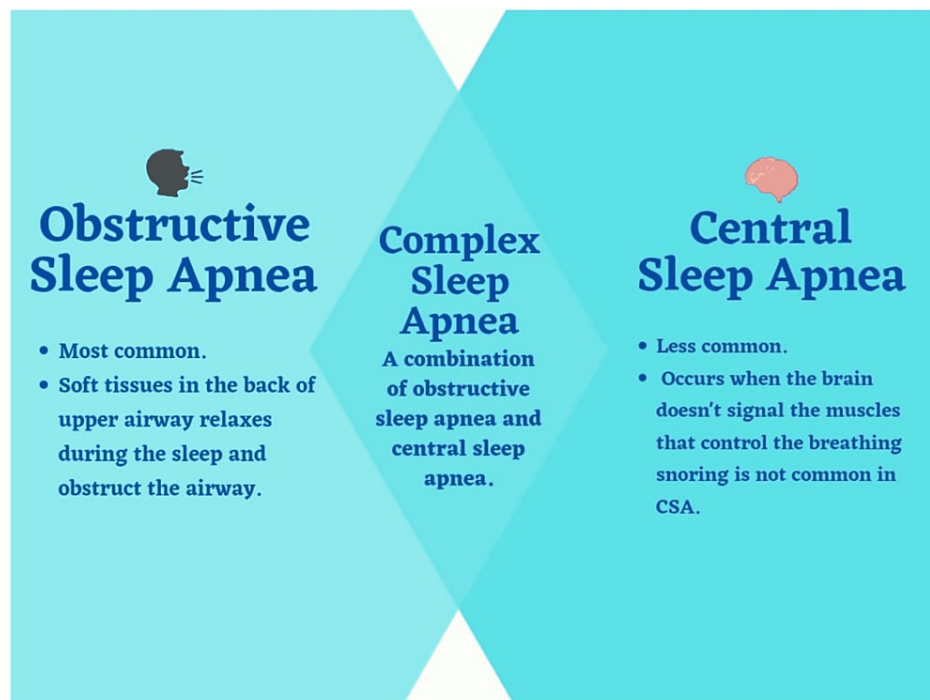 Obstructive
Sleep Apnea
• Most common.
• Soft tissues in the back of
upper airway relaxes
during the sleep and
obstruct the airway.
Complex
Sleep
Apnea
A combination
of obstructive
sleep apnea and
central sleep
apnea.
Central
Sleep Apnea
• Less common.
• Occurs when the brain
doesn't signal the muscles
that control the breathing
snoring is not common in
CSA.